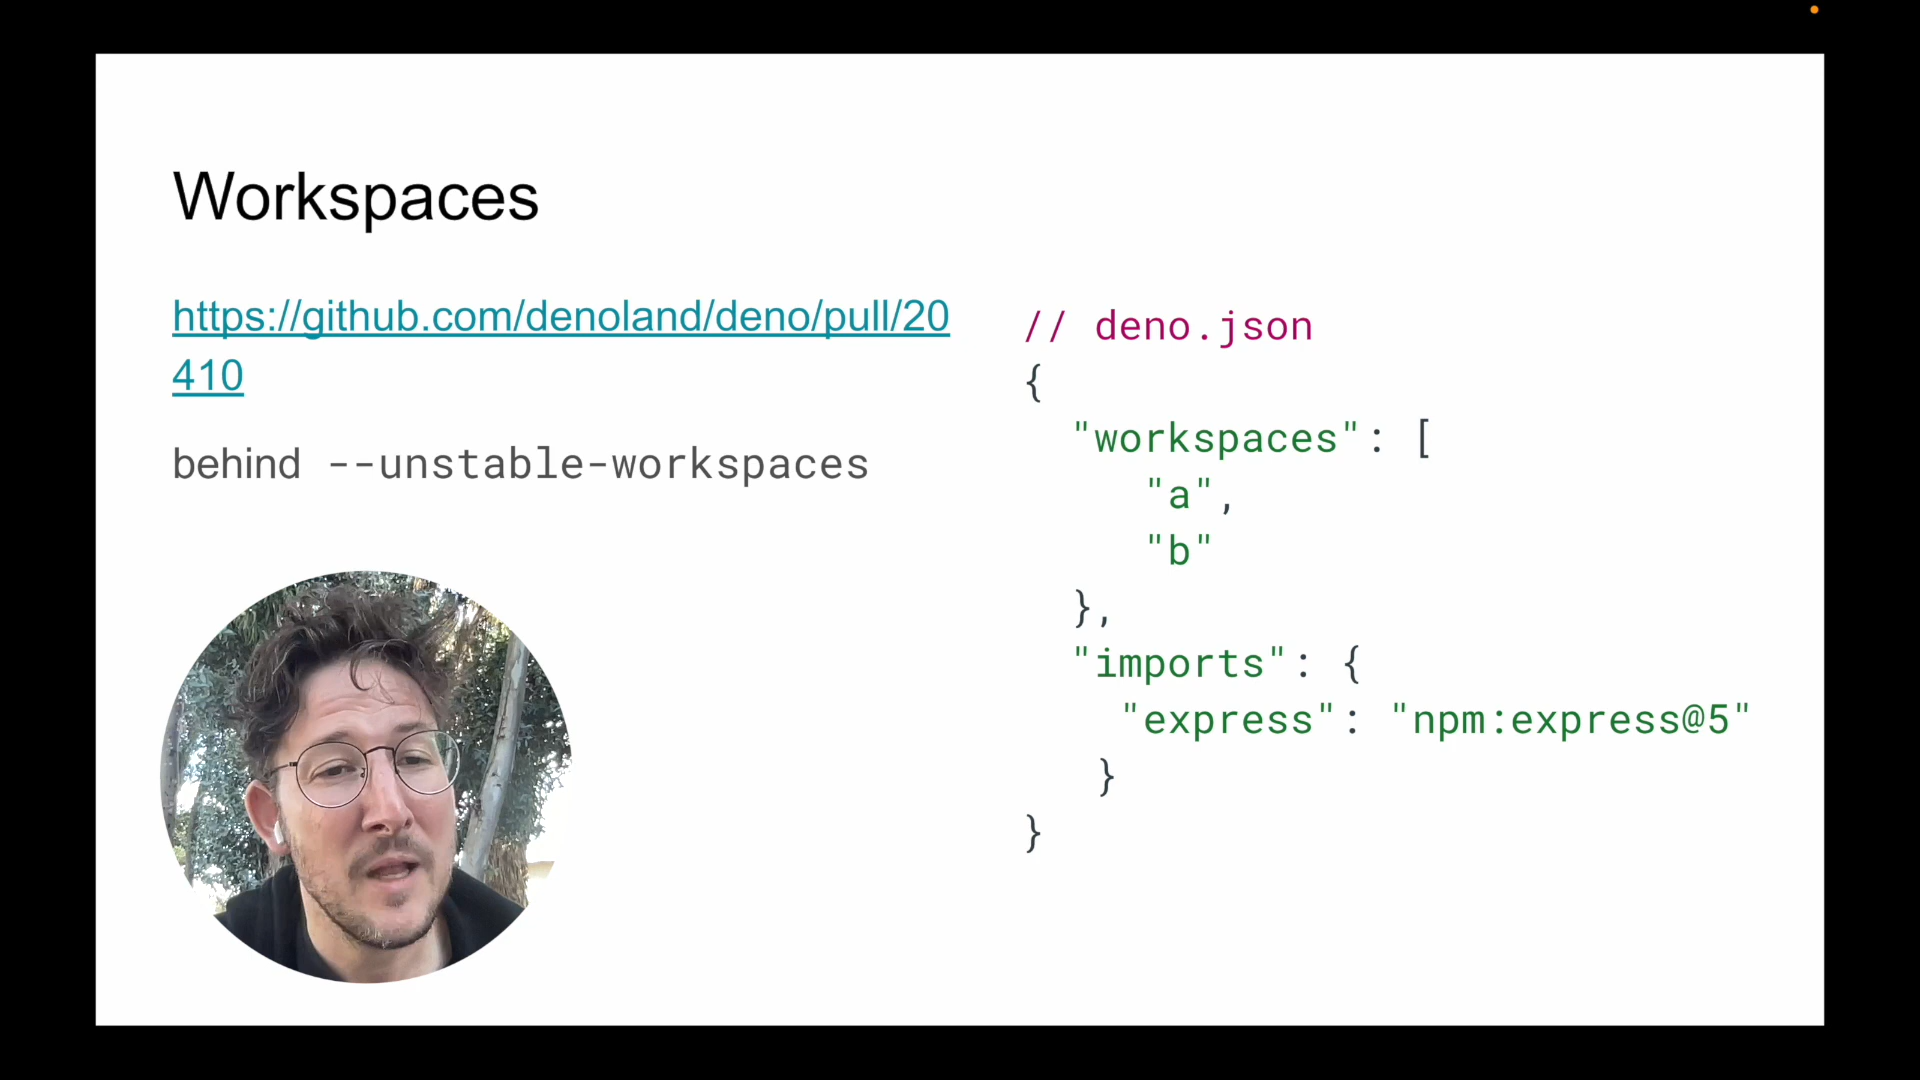 Workspaces
https://github.com/denoland/deno/pull/20
410
behind --unstable-workspaces
// deno.json
{
"workspaces": [
"a",
"b"
},
"imports": {
"express": "npm:express@5"
}
}